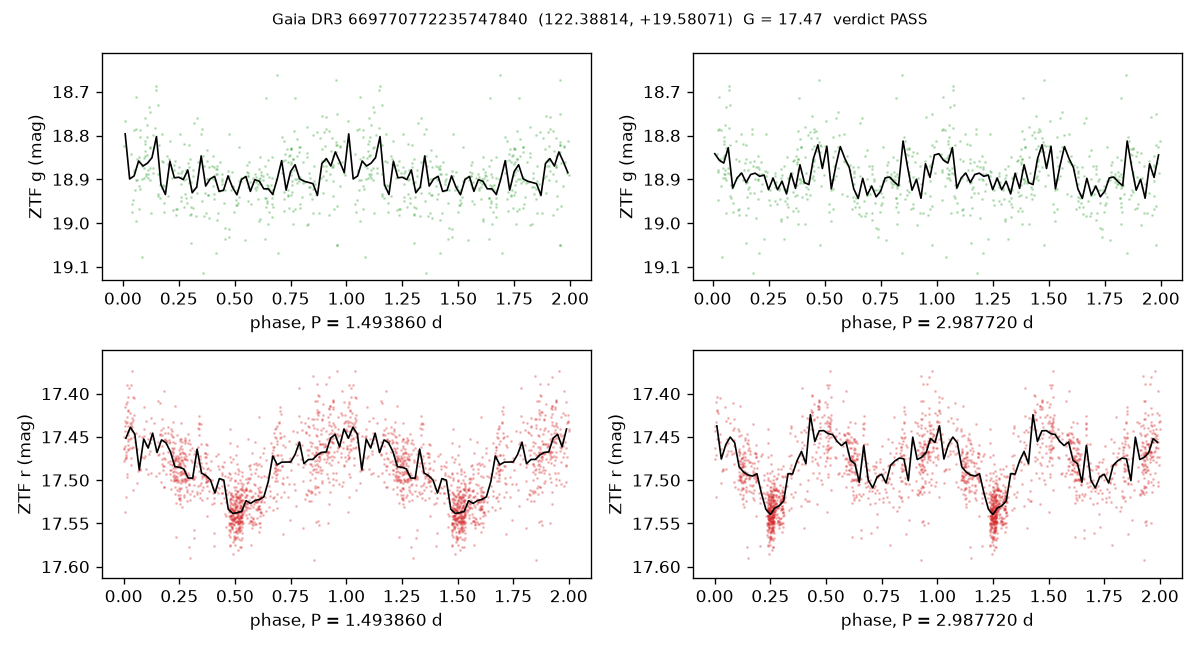 Gaia DR3 669770772235747840 (122.38814, +19.58071) G = 17.47 verdict PASS
ZTF g (mag)
18.7
18.8
18.9
19.0
19.1
0.00 0.25 0.50 0.75 1.00 1.25 1.50 1.75 2.00
phase, P = 1.493860 d
ZTF g (mag)
18.7
18.8
18.9
19.0
19.1
0.00 0.25 0.50 0.75 1.00 1.25 1.50 1.75 2.00
phase, P = 2.987720 d
ZTF r (mag)
17.40
17.45
17.50
17.55
17.60
0.00 0.25 0.50 0.75 1.00 1.25 1.50 1.75 2.00
phase, P = 1.493860 d
ZTF r (mag)
17.40
17.45
17.50
17.55
17.60
0.00 0.25 0.50 0.75 1.00 1.25 1.50 1.75 2.00
phase, P = 2.987720 d